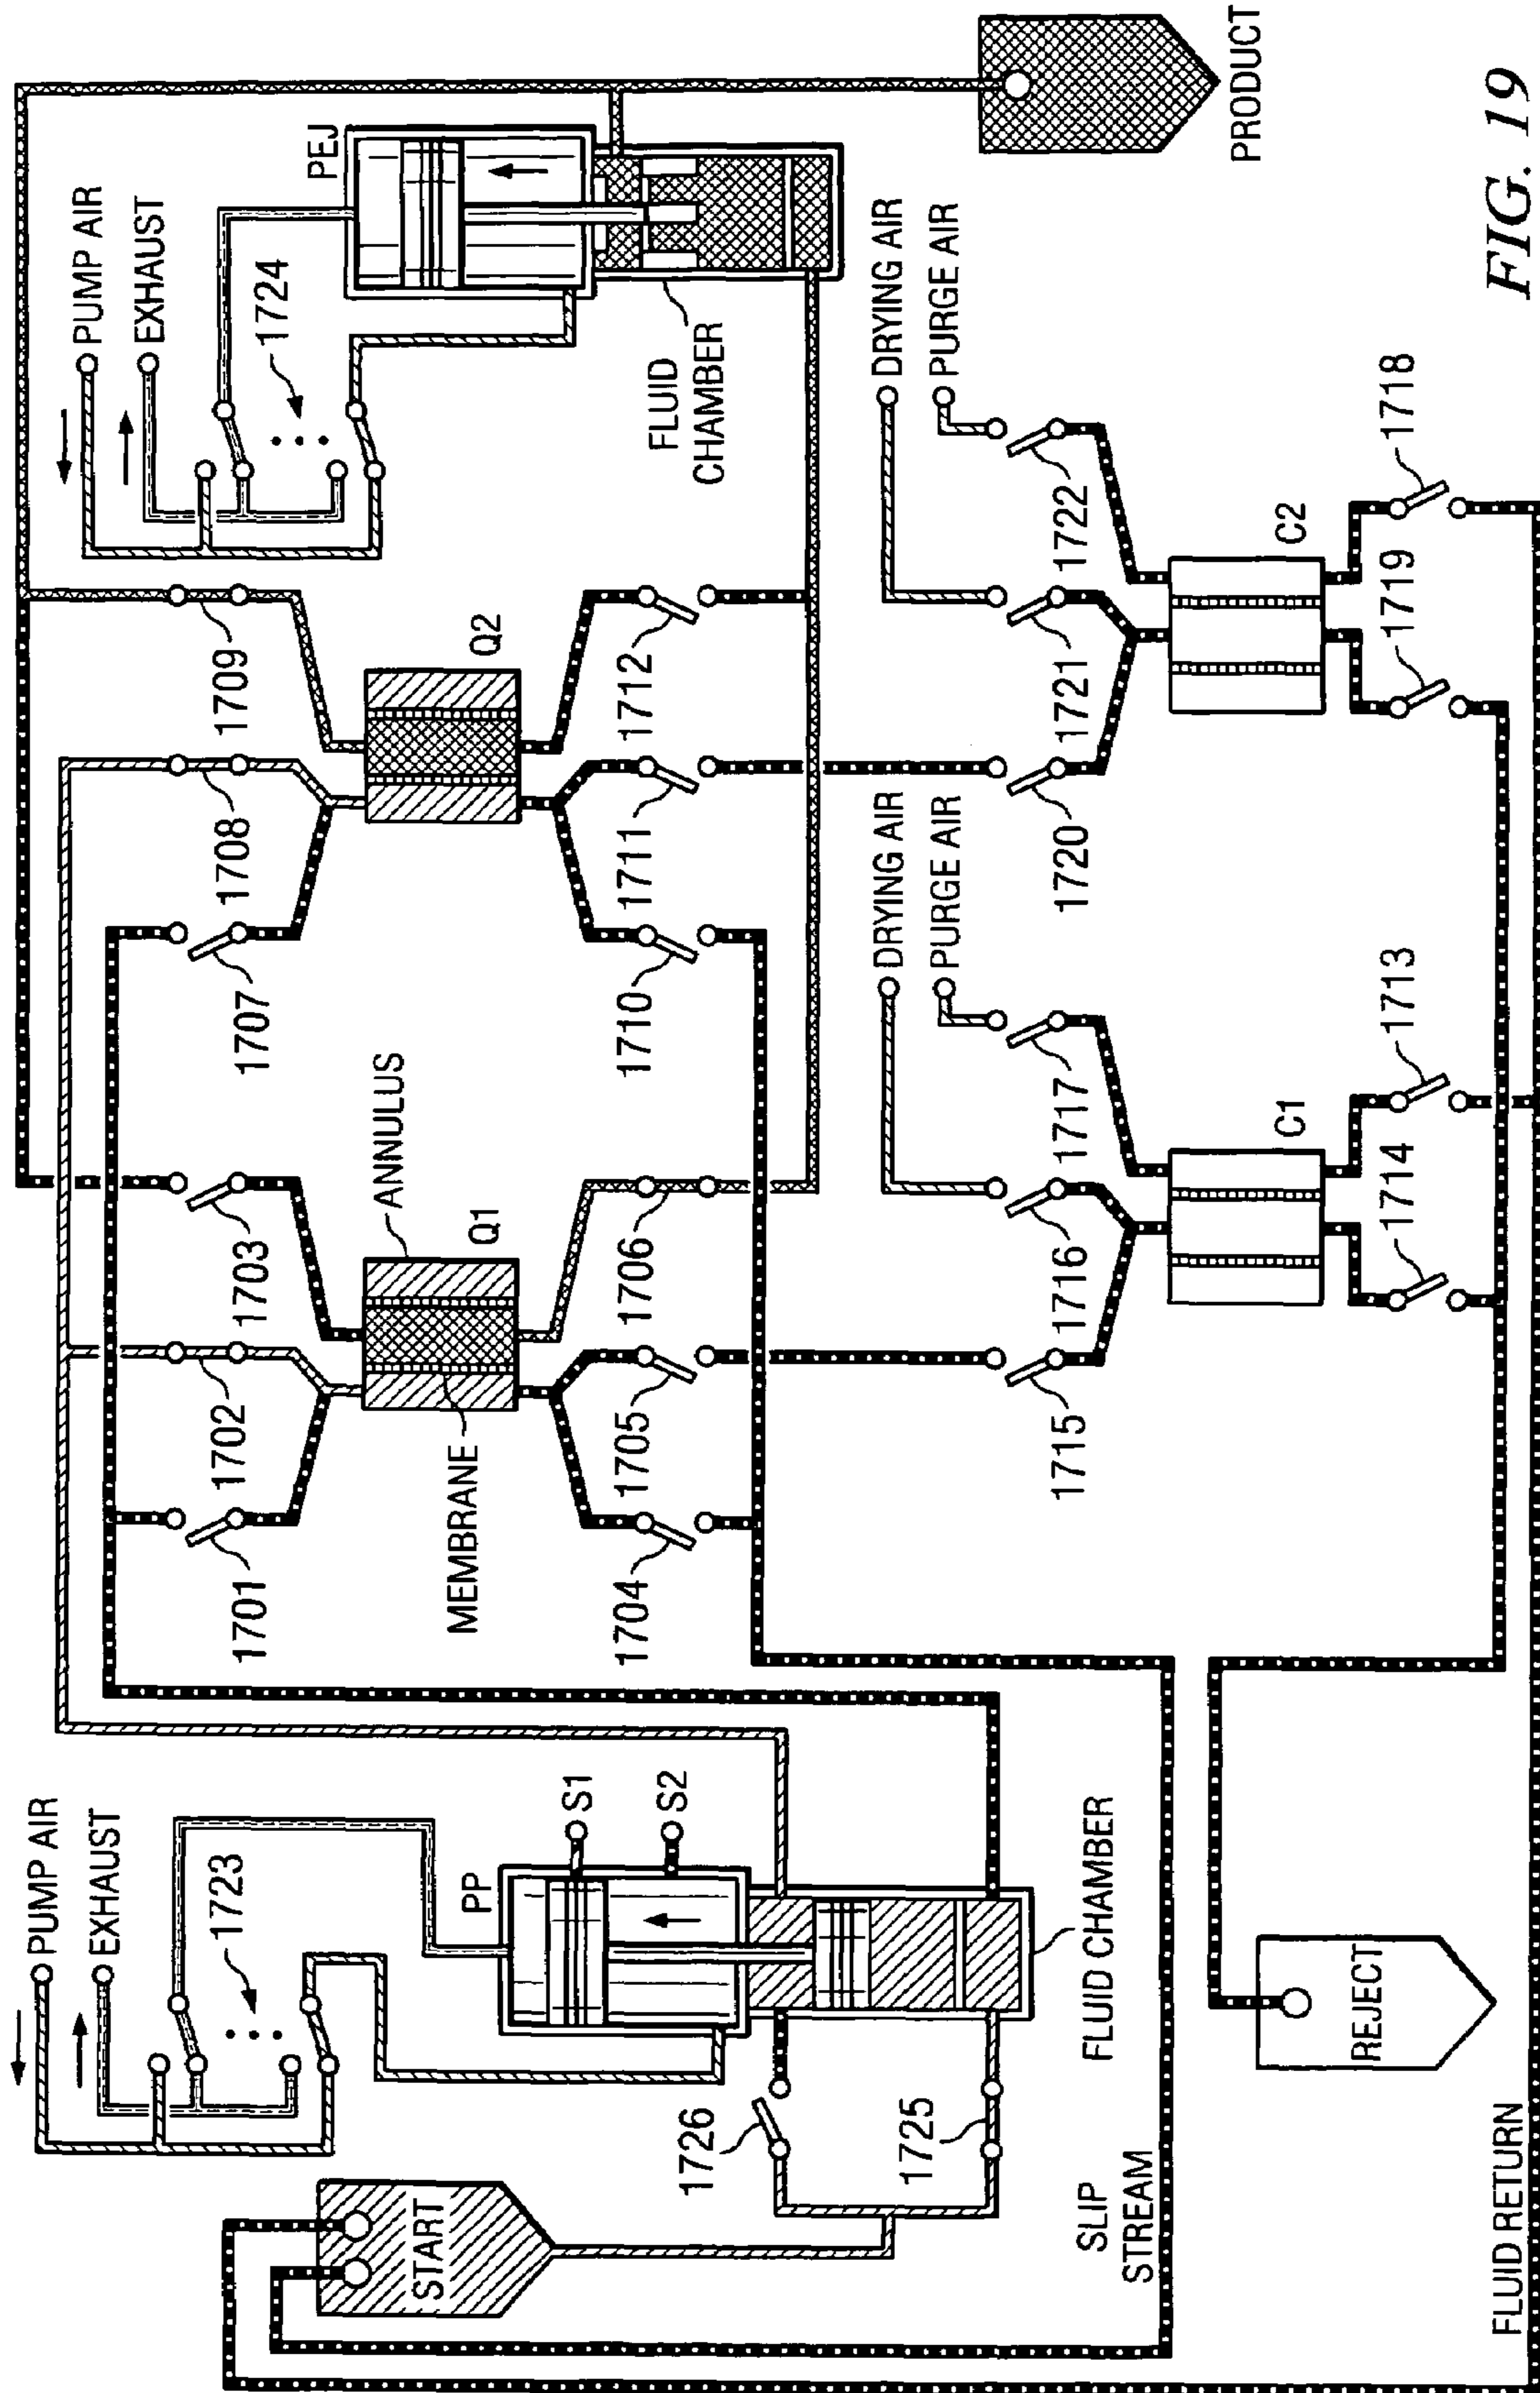 PUMP AIR
EXHAUST
1723
PP
S1
S2
START
1726
1725
FLUID CHAMBER
SLIP
STREAM
REJECT
FLUID RETURN
1701
1702
1703
MEMBRANE
ANNULUS
Q1
1704
1705
1706
1707
1708
1709
Q2
1710
1711
1712
PUMP AIR
EXHAUST
1724
PEJ
FLUID
CHAMBER
PRODUCT
DRYING AIR
PURGE AIR
1715
1716
1717
C1
1714
1713
DRYING AIR
PURGE AIR
1720
1721
1722
C2
1719
1718
FIG. 19